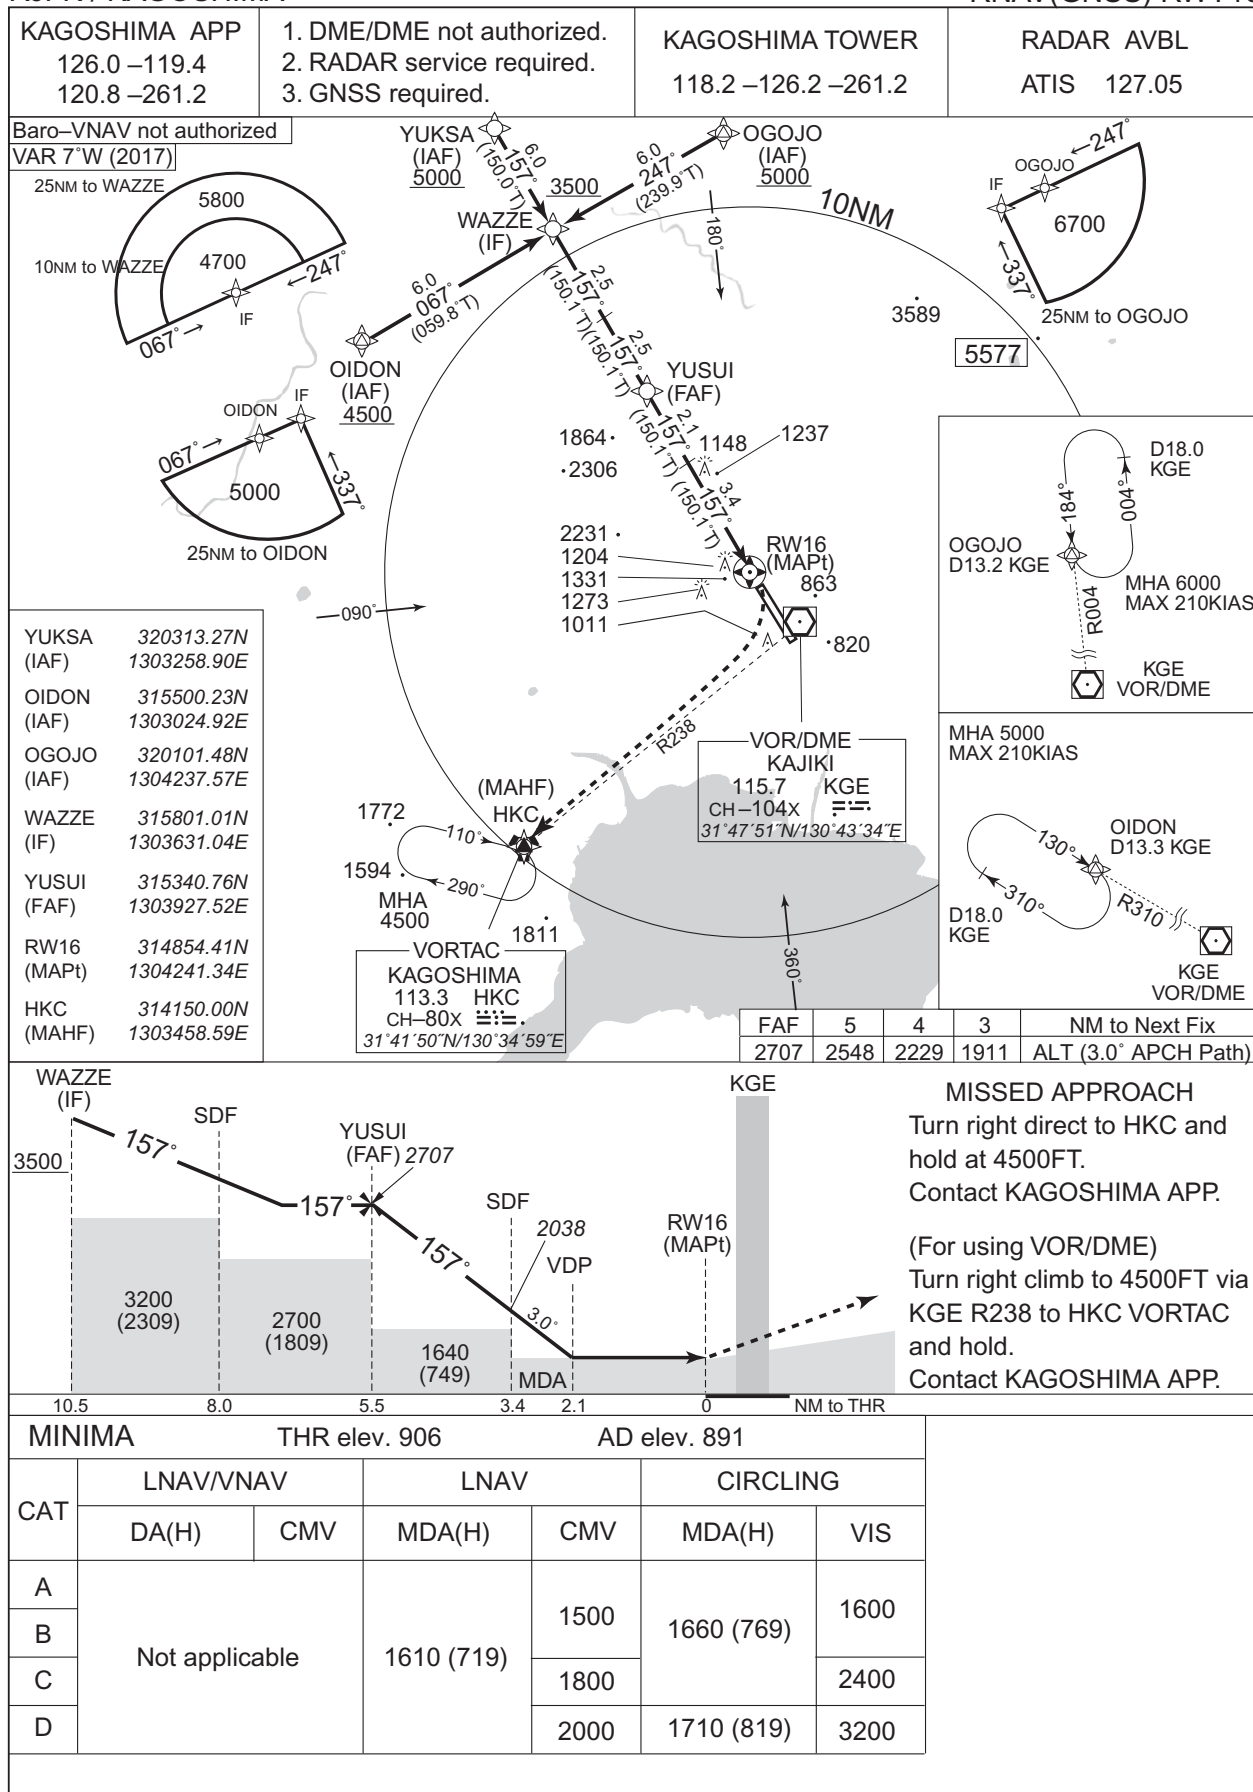 KAGOSHIMA APP
126.0 –119.4
120.8 –261.2
1. DME/DME not authorized.
2. RADAR service required.
3. GNSS required.
KAGOSHIMA TOWER
118.2 –126.2 –261.2
RADAR AVBL
ATIS 127.05
Baro–VNAV not authorized
VAR 7˚W (2017)
25NM to WAZZE
5800
10NM to WAZZE
4700
←247˚
067˚→
IF
YUKSA
(IAF)
5000
6.0
157˚
(150.0˚T)
OGOJO
(IAF)
5000
6.0
247˚
(239.9˚T)
3500
WAZZE
(IF)
6.0
067˚
(059.8˚T)
OIDON
(IAF)
4500
180˚
10NM
←247˚
OGOJO
IF
6700
←337˚
25NM to OGOJO
2.5
157˚
(150.1˚T)
2.5
157˚
(150.1˚T)
YUSUI
(FAF)
2.1
157˚
(150.1˚T)
3.4
157˚
(150.1˚T)
3589
5577
IF
OIDON
067˚→
5000
←337˚
25NM to OIDON
1864
2306
1148
1237
2231
1204
1331
1273
1011
RW16
(MAPt)
863
820
090˚
D18.0
KGE
184˚
004˚
OGOJO
D13.2 KGE
MHA 6000
MAX 210KIAS
R004
KGE
VOR/DME
YUKSA 320313.27N
(IAF) 1303258.90E
OIDON 315500.23N
(IAF) 1303024.92E
OGOJO 320101.48N
(IAF) 1304237.57E
WAZZE 315801.01N
(IF) 1303631.04E
YUSUI 315340.76N
(FAF) 1303927.52E
RW16 314854.41N
(MAPt) 1304241.34E
HKC 314150.00N
(MAHF) 1303458.59E
R238
VOR/DME
KAJIKI
115.7 KGE
CH–104X
31˚47´51˝N/130˚43´34˝E
(MAHF)
HKC
1772
110˚
1594
290˚
MHA
4500
1811
VORTAC
KAGOSHIMA
113.3 HKC
CH–80X
31˚41´50˝N/130˚34´59˝E
360˚
MHA 5000
MAX 210KIAS
130˚
OIDON
D13.3 KGE
310˚
R310
D18.0
KGE
KGE
VOR/DME
FAF 5 4 3 NM to Next Fix
2707 2548 2229 1911 ALT (3.0˚ APCH Path)
WAZZE
(IF)
3500
157˚
SDF
YUSUI
(FAF) 2707
157˚
157˚
SDF
2038
VDP
3.0˚
RW16
(MAPt)
KGE
3200
(2309)
2700
(1809)
1640
(749)
MDA
10.5 8.0 5.5 3.4 2.1 0 NM to THR
MISSED APPROACH
Turn right direct to HKC and
hold at 4500FT.
Contact KAGOSHIMA APP.
(For using VOR/DME)
Turn right climb to 4500FT via
KGE R238 to HKC VORTAC
and hold.
Contact KAGOSHIMA APP.
MINIMA THR elev. 906 AD elev. 891
CAT LNAV/VNAV LNAV CIRCLING
DA(H) CMV MDA(H) CMV MDA(H) VIS
A
B
C
D
Not applicable
1610 (719)
1500
1800
2000
1660 (769)
1710 (819)
1600
2400
3200